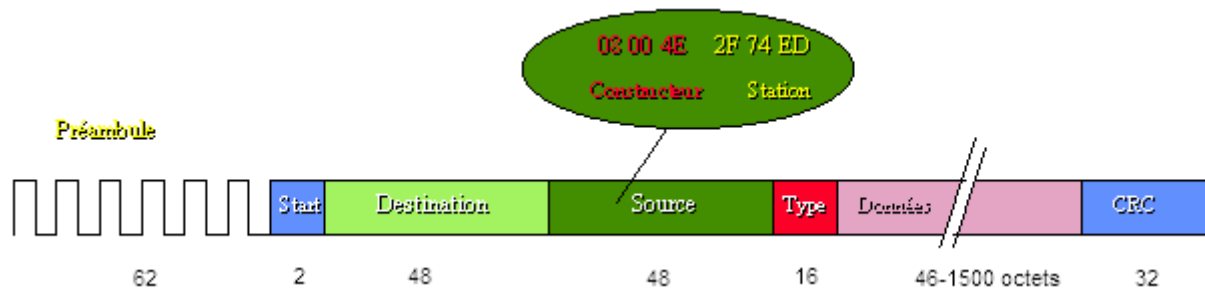 08 00 4E 2F 74 ED
Constructeur Station
Préambule
Start Destination Source Type Données CRC
62 2 48 48 16 46-1500 octets 32